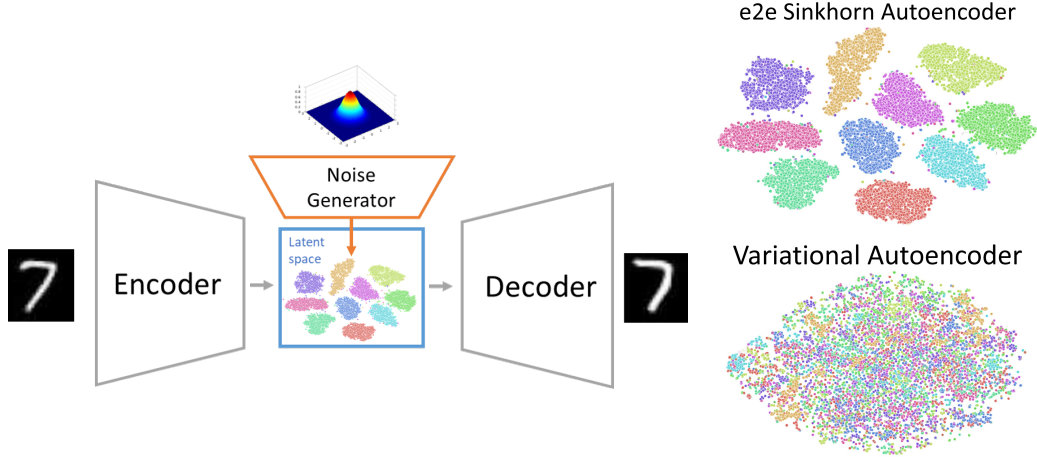 e2e Sinkhorn Autoencoder
Noise
Generator
Latent
space
Encoder
Decoder
Variational Autoencoder